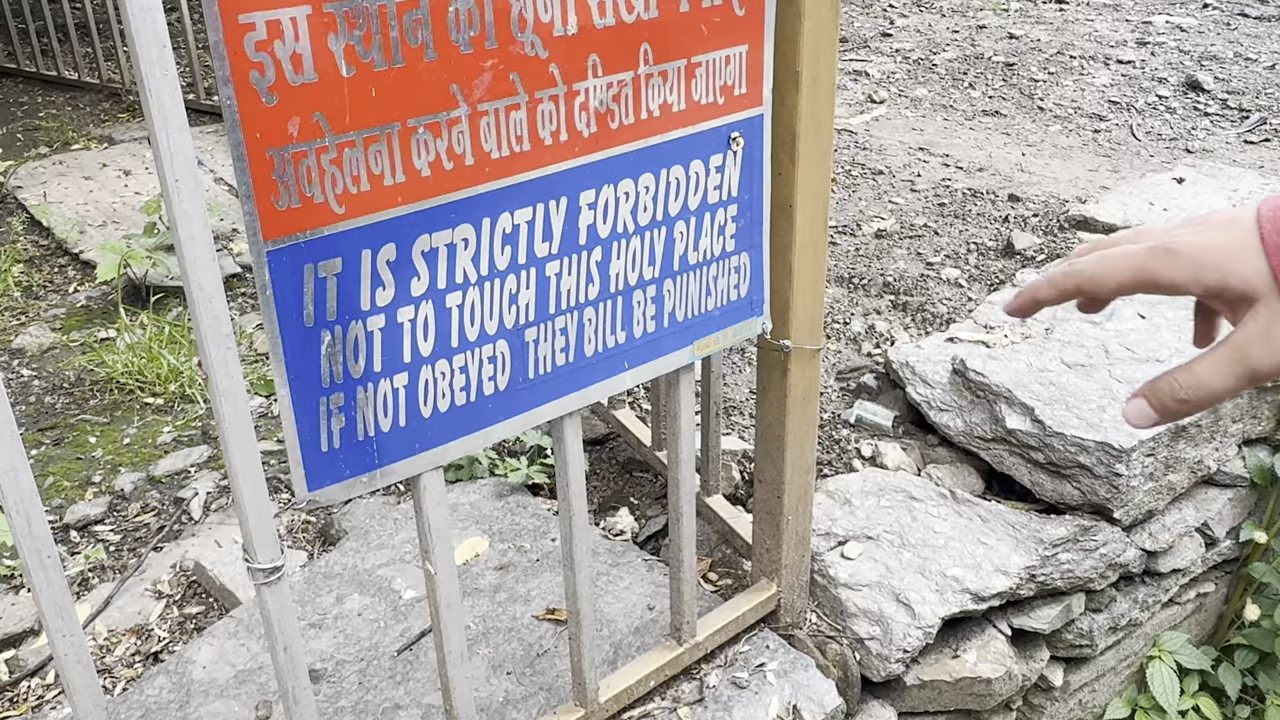 इस स्थान को छूना सख्त
अवहेलना करने बाले को दण्डित किया जाएगा
IT IS STRICTLY FORBIDDEN
NOT TO TOUCH THIS HOLY PLACE
IF NOT OBEYED THEY BILL BE PUNISHED